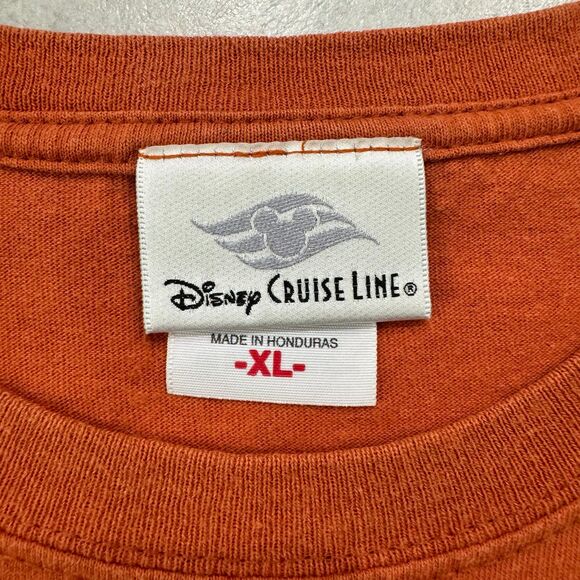 Disney CRUISE LINE®
MADE IN HONDURAS
-XL-